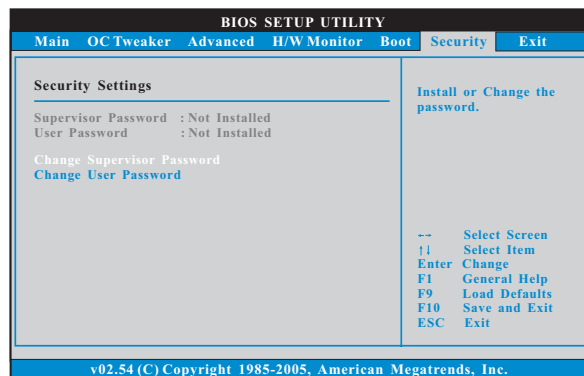 BIOS SETUP UTILITY
Main OC Tweaker Advanced H/W Monitor Boot Security Exit
Security Settings
Supervisor Password : Not Installed
User Password : Not Installed
Change Supervisor Password
Change User Password
Install or Change the
password.
←→ Select Screen
↑↓ Select Item
Enter Change
F1 General Help
F9 Load Defaults
F10 Save and Exit
ESC Exit
v02.54 (C) Copyright 1985-2005, American Megatrends, Inc.